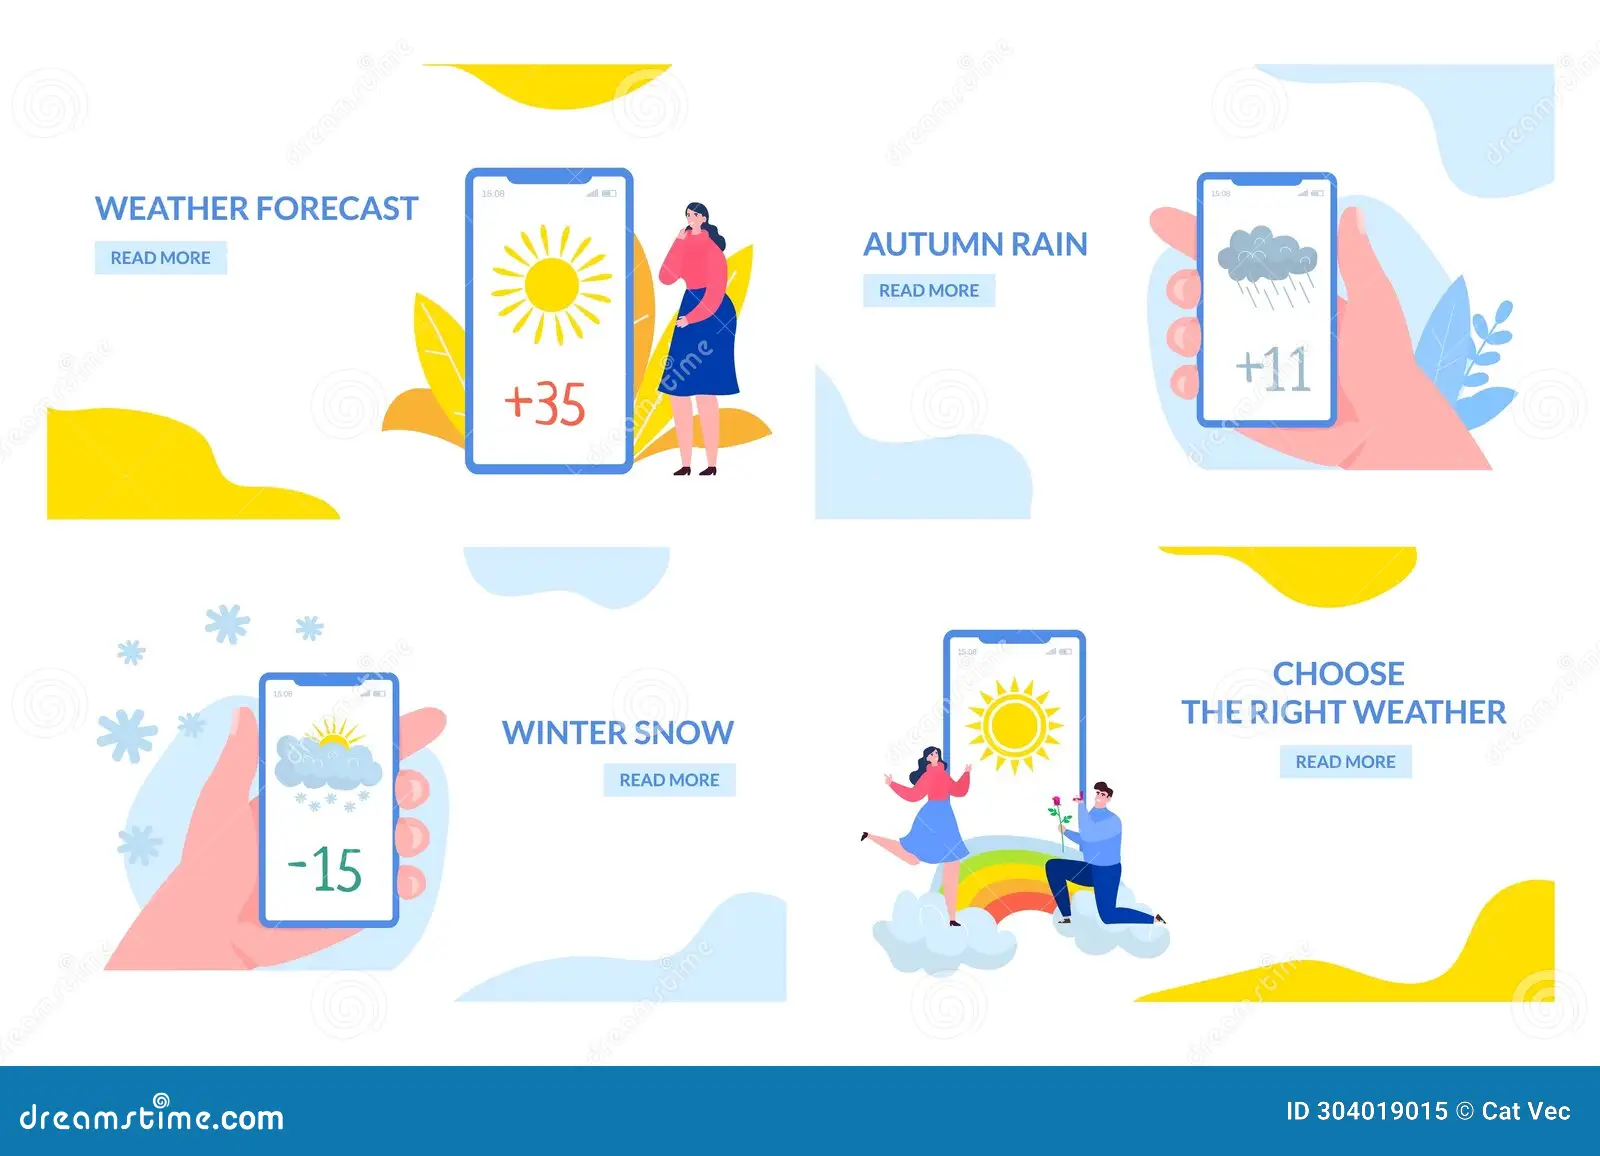 WEATHER FORECAST
READ MORE
15:08
+35
AUTUMN RAIN
READ MORE
15:08
+11
15:08
-15
WINTER SNOW
READ MORE
15:08
CHOOSE
THE RIGHT WEATHER
READ MORE
dreamstime.com
ID 304019015 © Cat Vec